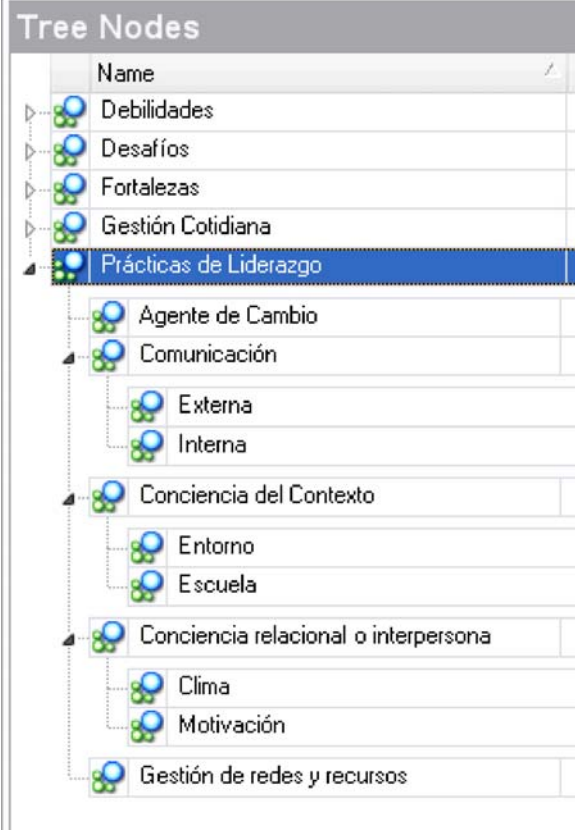 Tree Nodes
Name
Debilidades
Desafíos
Fortalezas
Gestión Cotidiana
Prácticas de Liderazgo
Agente de Cambio
Comunicación
Externa
Interna
Conciencia del Contexto
Entorno
Escuela
Conciencia relacional o interpersona
Clima
Motivación
Gestión de redes y recursos